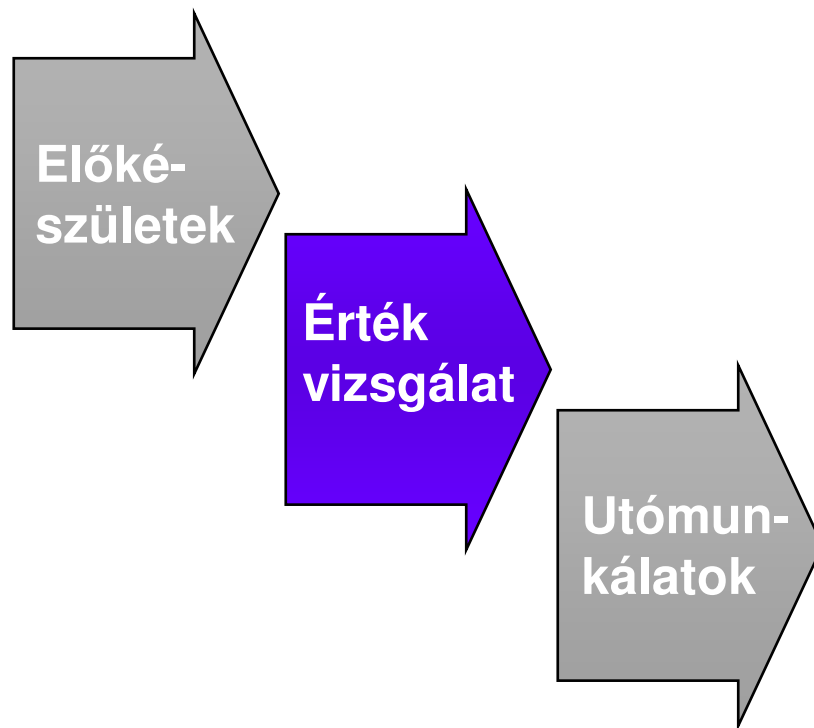 Előké-
születek
Érték
vizsgálat
Utómun-
kálatok